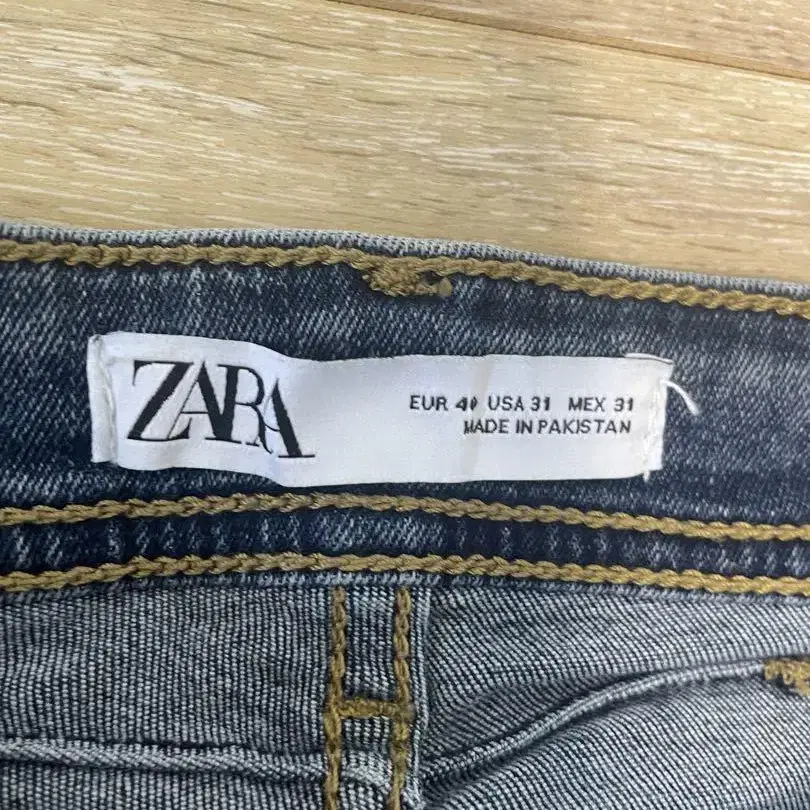 ZARA
EUR 40 USA 31 MEX 31
MADE IN PAKISTAN